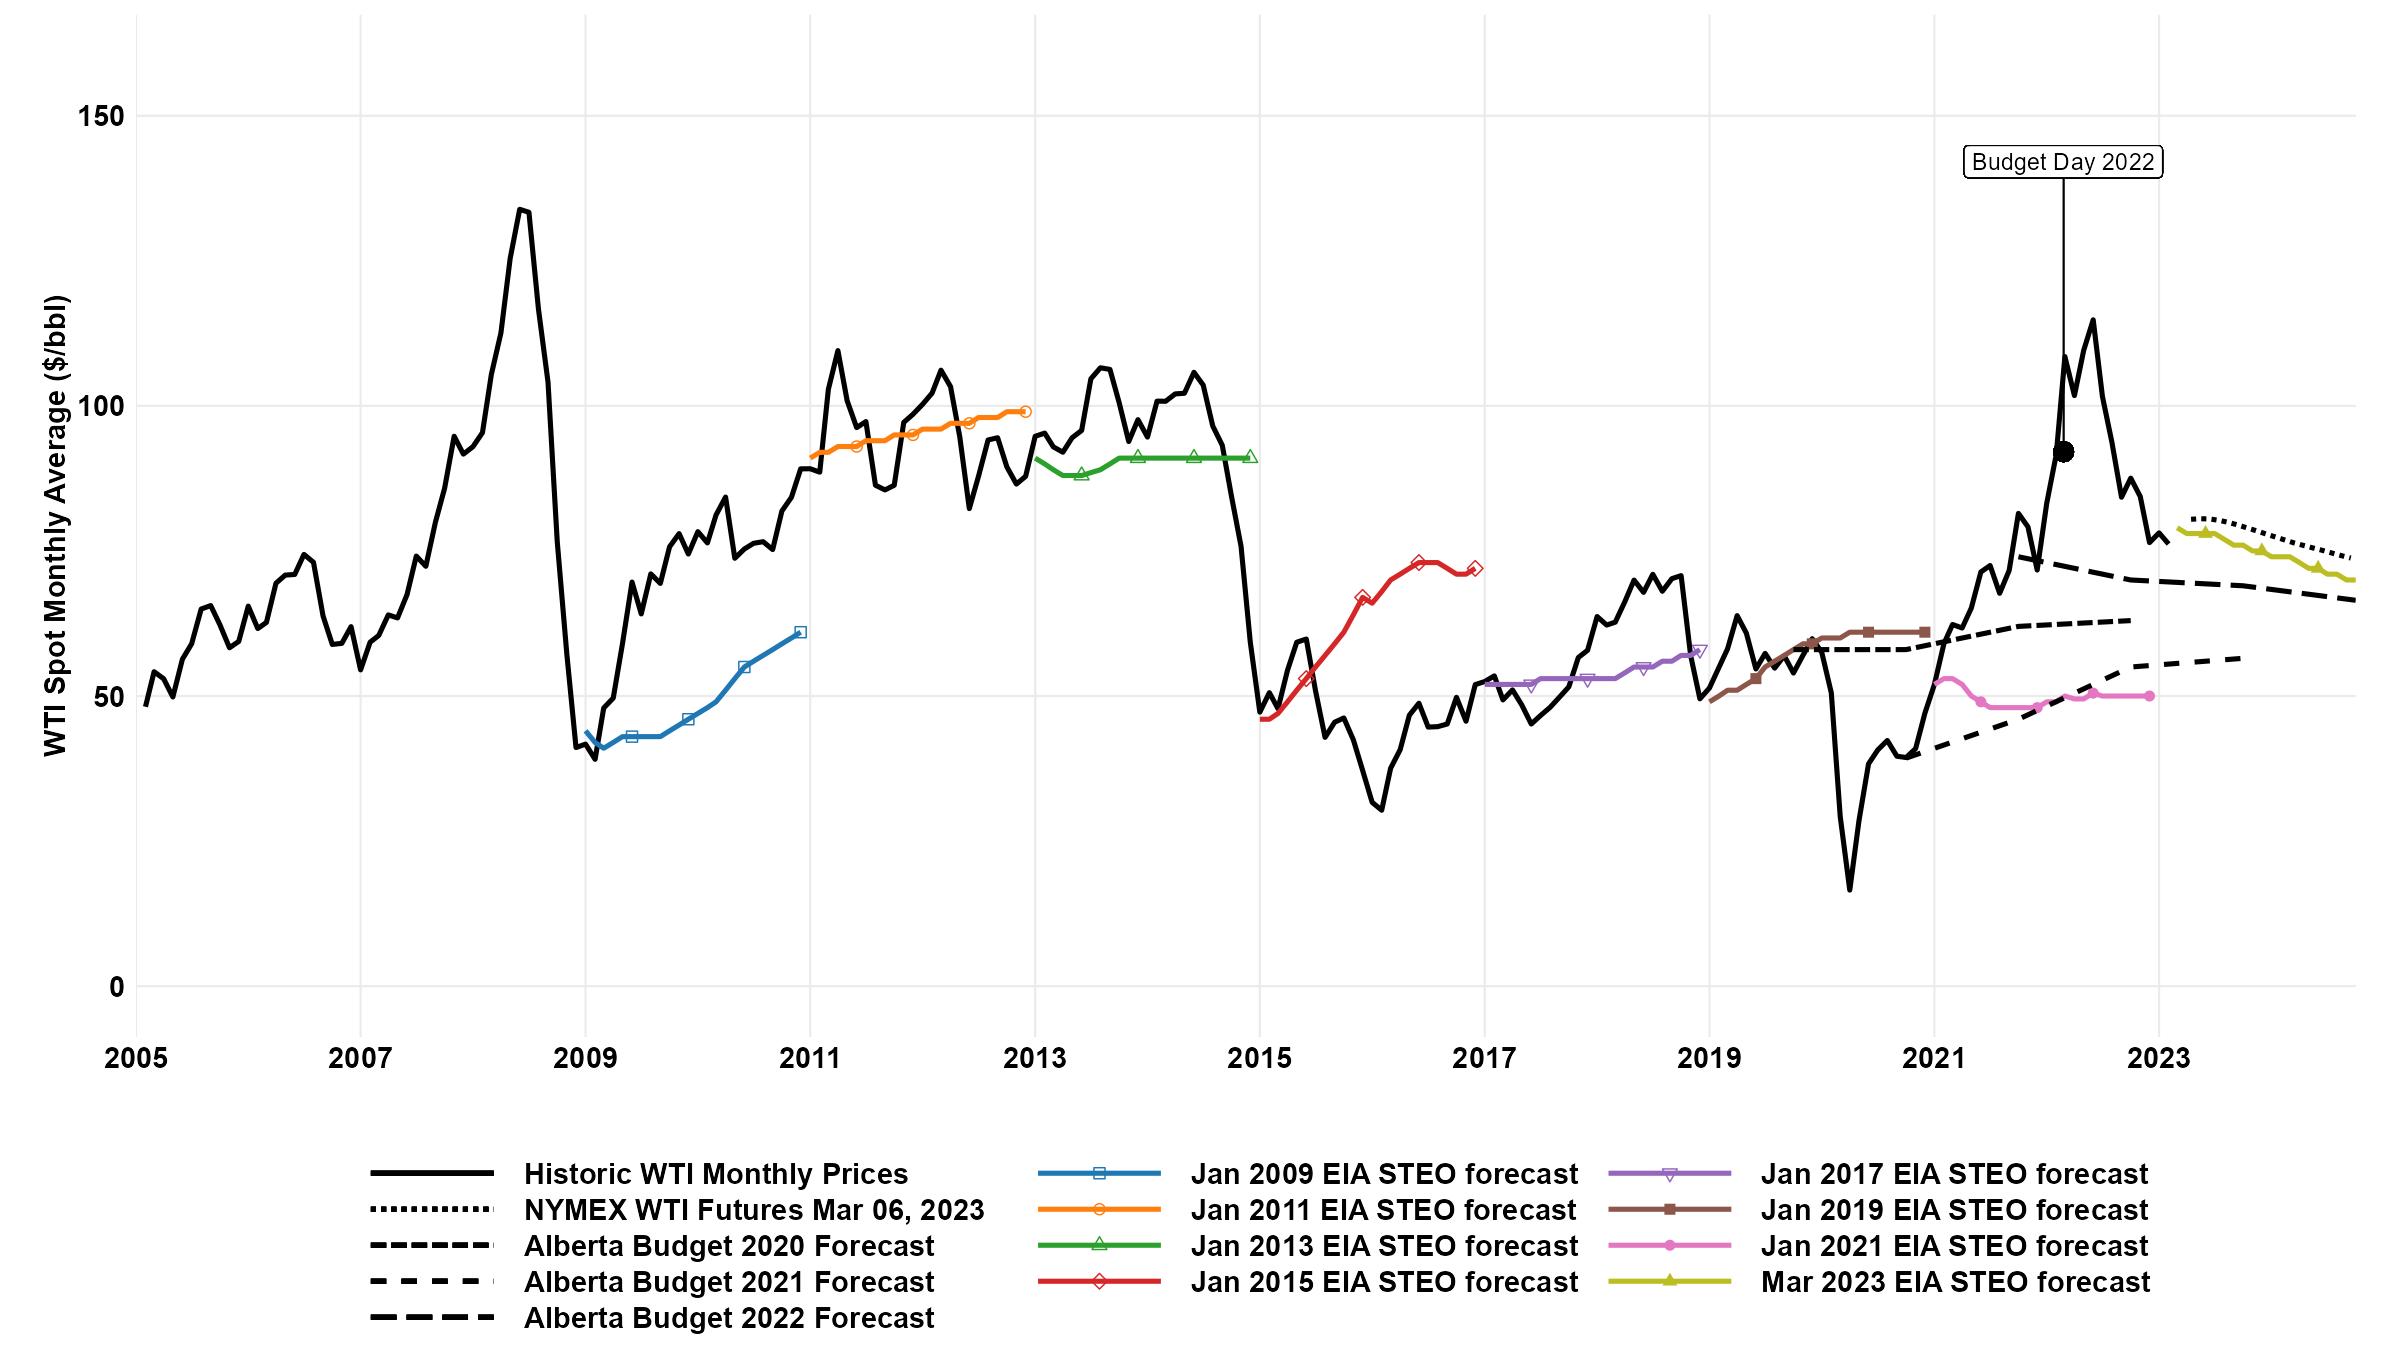 WTI Spot Monthly Average ($/bbl)
150
100
50
0
Budget Day 2022
2005 2007 2009 2011 2013 2015 2017 2019 2021 2023
Historic WTI Monthly Prices
NYMEX WTI Futures Mar 06, 2023
Alberta Budget 2020 Forecast
Alberta Budget 2021 Forecast
Alberta Budget 2022 Forecast
Jan 2009 EIA STEO forecast
Jan 2011 EIA STEO forecast
Jan 2013 EIA STEO forecast
Jan 2015 EIA STEO forecast
Jan 2017 EIA STEO forecast
Jan 2019 EIA STEO forecast
Jan 2021 EIA STEO forecast
Mar 2023 EIA STEO forecast